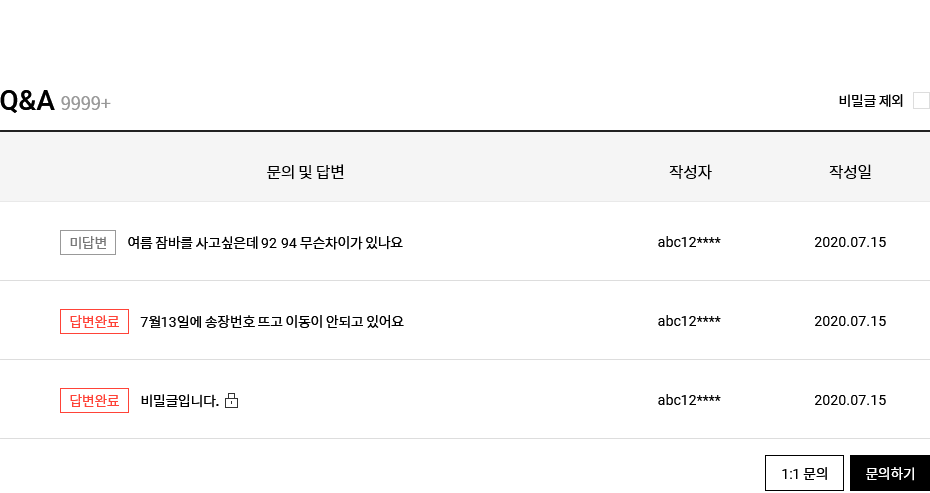 Q&A 9999+ 비밀글 제외
문의 및 답변 작성자 작성일
미답변 여름 잠바를 사고싶은데 92 94 무슨차이가 있나요 abc12**** 2020.07.15
답변완료 7월13일에 송장번호 뜨고 이동이 안되고 있어요 abc12**** 2020.07.15
답변완료 비밀글입니다. abc12**** 2020.07.15
1:1 문의 문의하기